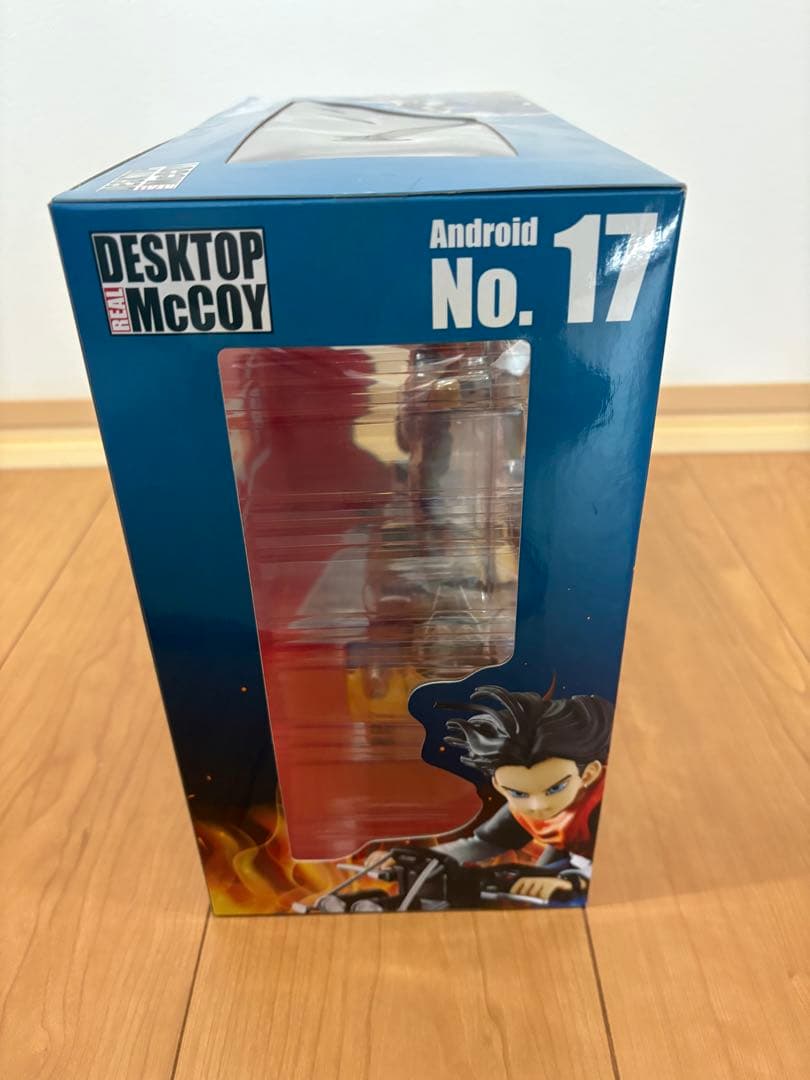 DESKTOP
REAL McCOY
Android
No. 17